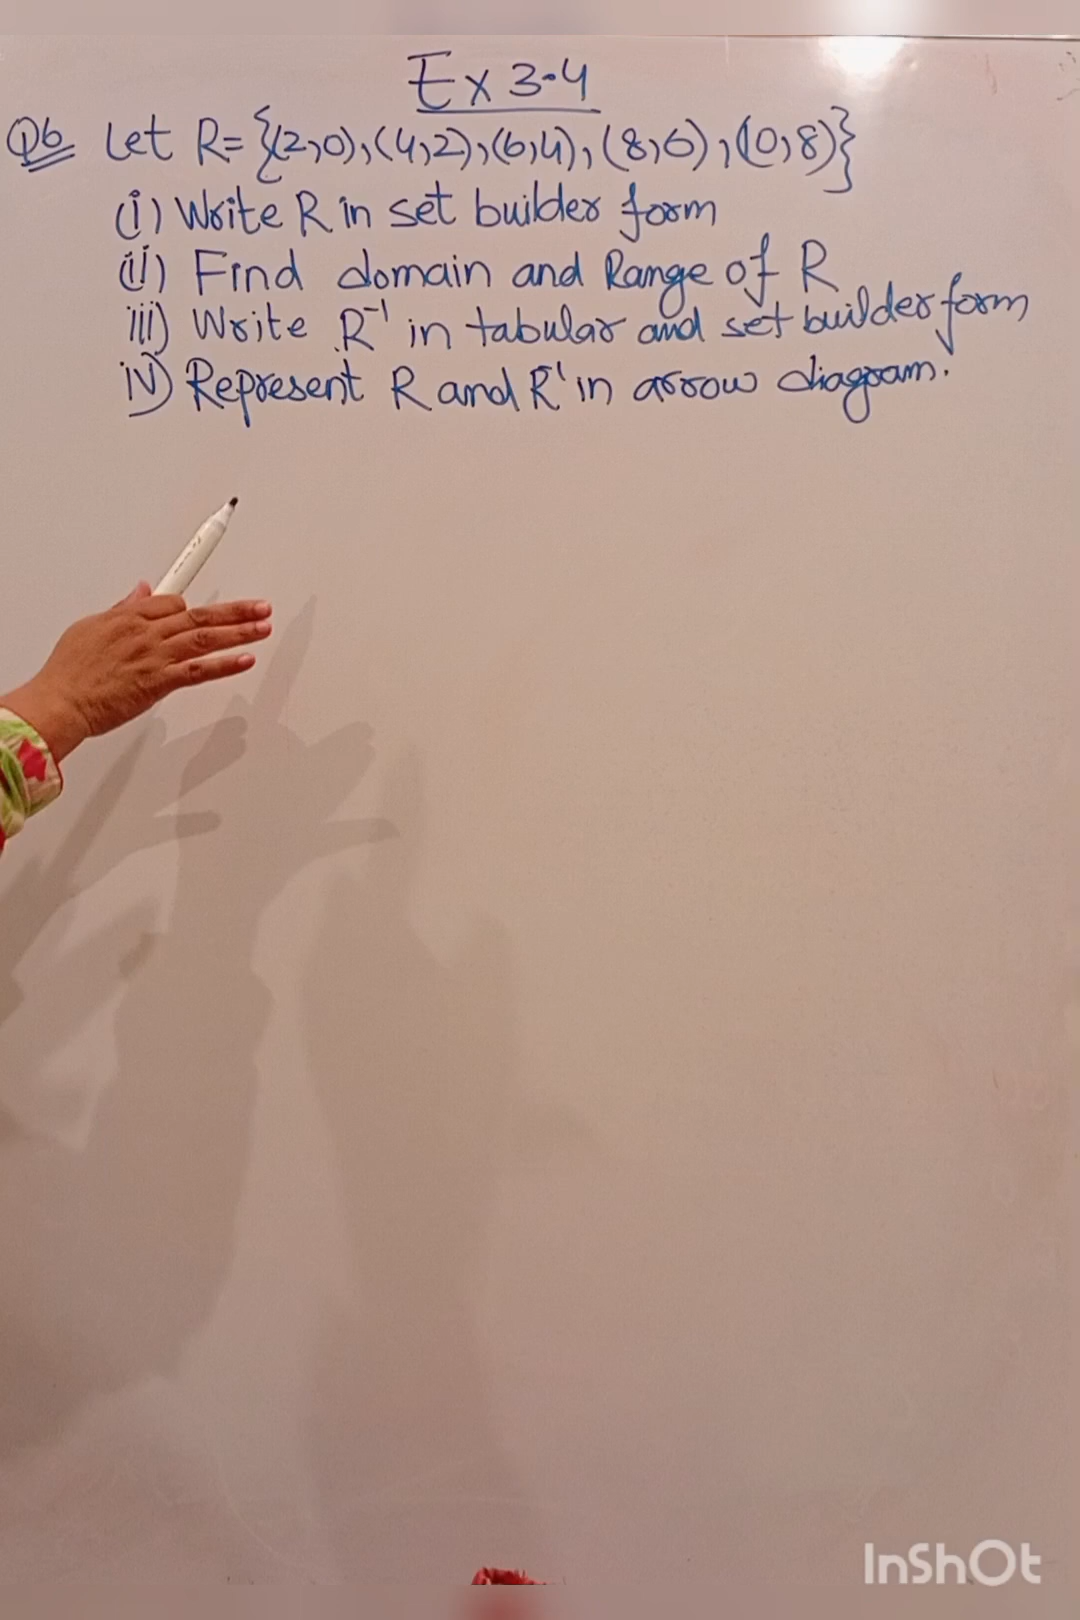 Ex 3.4
Q6 Let R= {(2,0),(4,2),(6,4),(8,6),(10,8)}
(i) Write R in set builder form
(ii) Find domain and Range of R
iii) Write R⁻¹ in tabular and set builder form
iv) Represent R and R⁻¹ in arrow diagram.
InShOt